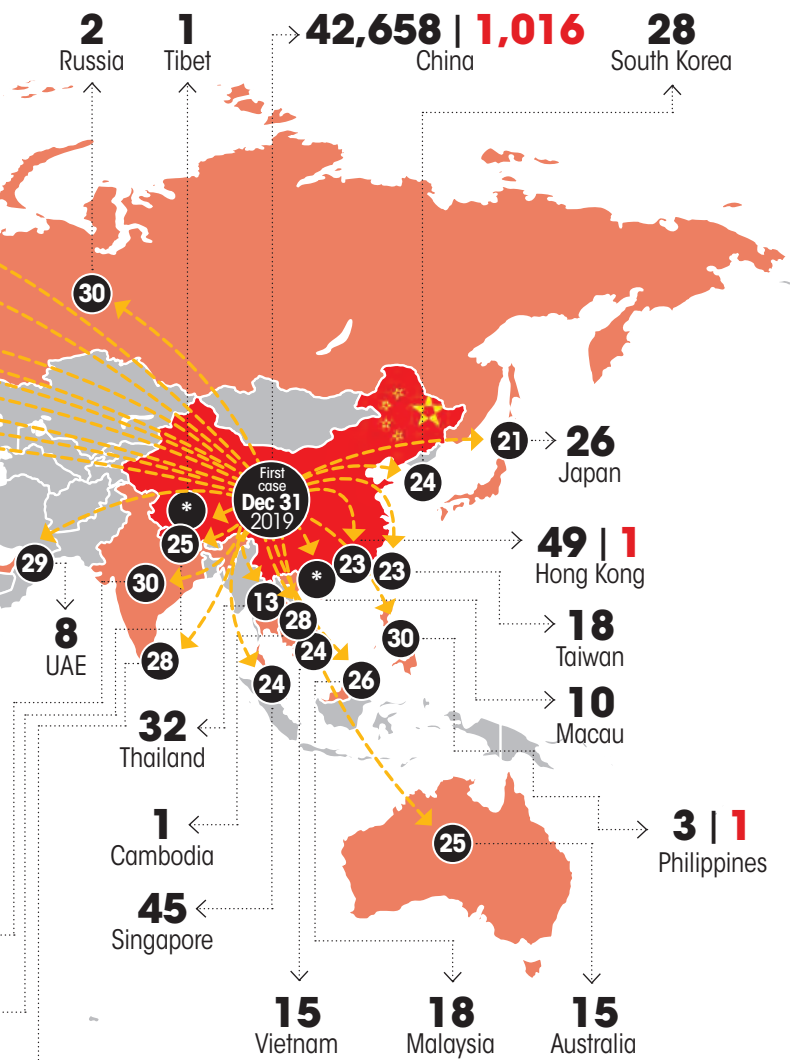 2
Russia
1
Tibet
42,658 | 1,016
China
28
South Korea
30
First
case
Dec 31
2019
21
26
Japan
24
*
25
29
8
UAE
30
28
13
28
24
24
*
23
23
30
26
49 | 1
Hong Kong
18
Taiwan
10
Macau
32
Thailand
1
Cambodia
45
Singapore
25
3 | 1
Philippines
15
Vietnam
18
Malaysia
15
Australia